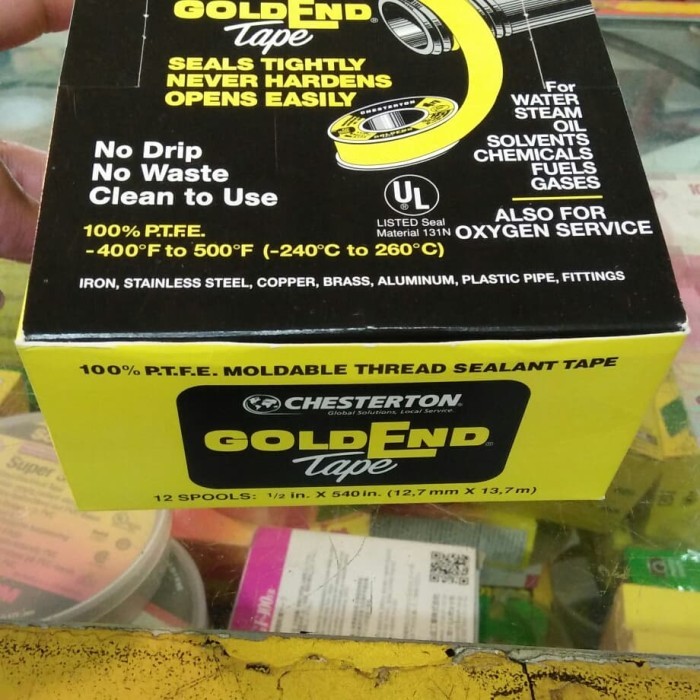 GOLDEND®
Tape
SEALS TIGHTLY
NEVER HARDENS
OPENS EASILY
CHESTERTON
For
WATER
STEAM
OIL
SOLVENTS
CHEMICALS
FUELS
GASES
No Drip
No Waste
Clean to Use
UL
LISTED Seal
Material 131N
ALSO FOR
OXYGEN SERVICE
100% P.T.F.E.
-400°F to 500°F (-240°C to 260°C)
IRON, STAINLESS STEEL, COPPER, BRASS, ALUMINUM, PLASTIC PIPE, FITTINGS
100% P.T.F.E. MOLDABLE THREAD SEALANT TAPE
CHESTERTON
Global Solutions, Local Service.
GOLDEND®
Tape
12 SPOOLS: 1/2 in. X 540 in. (12,7 mm X 13,7m)
Super